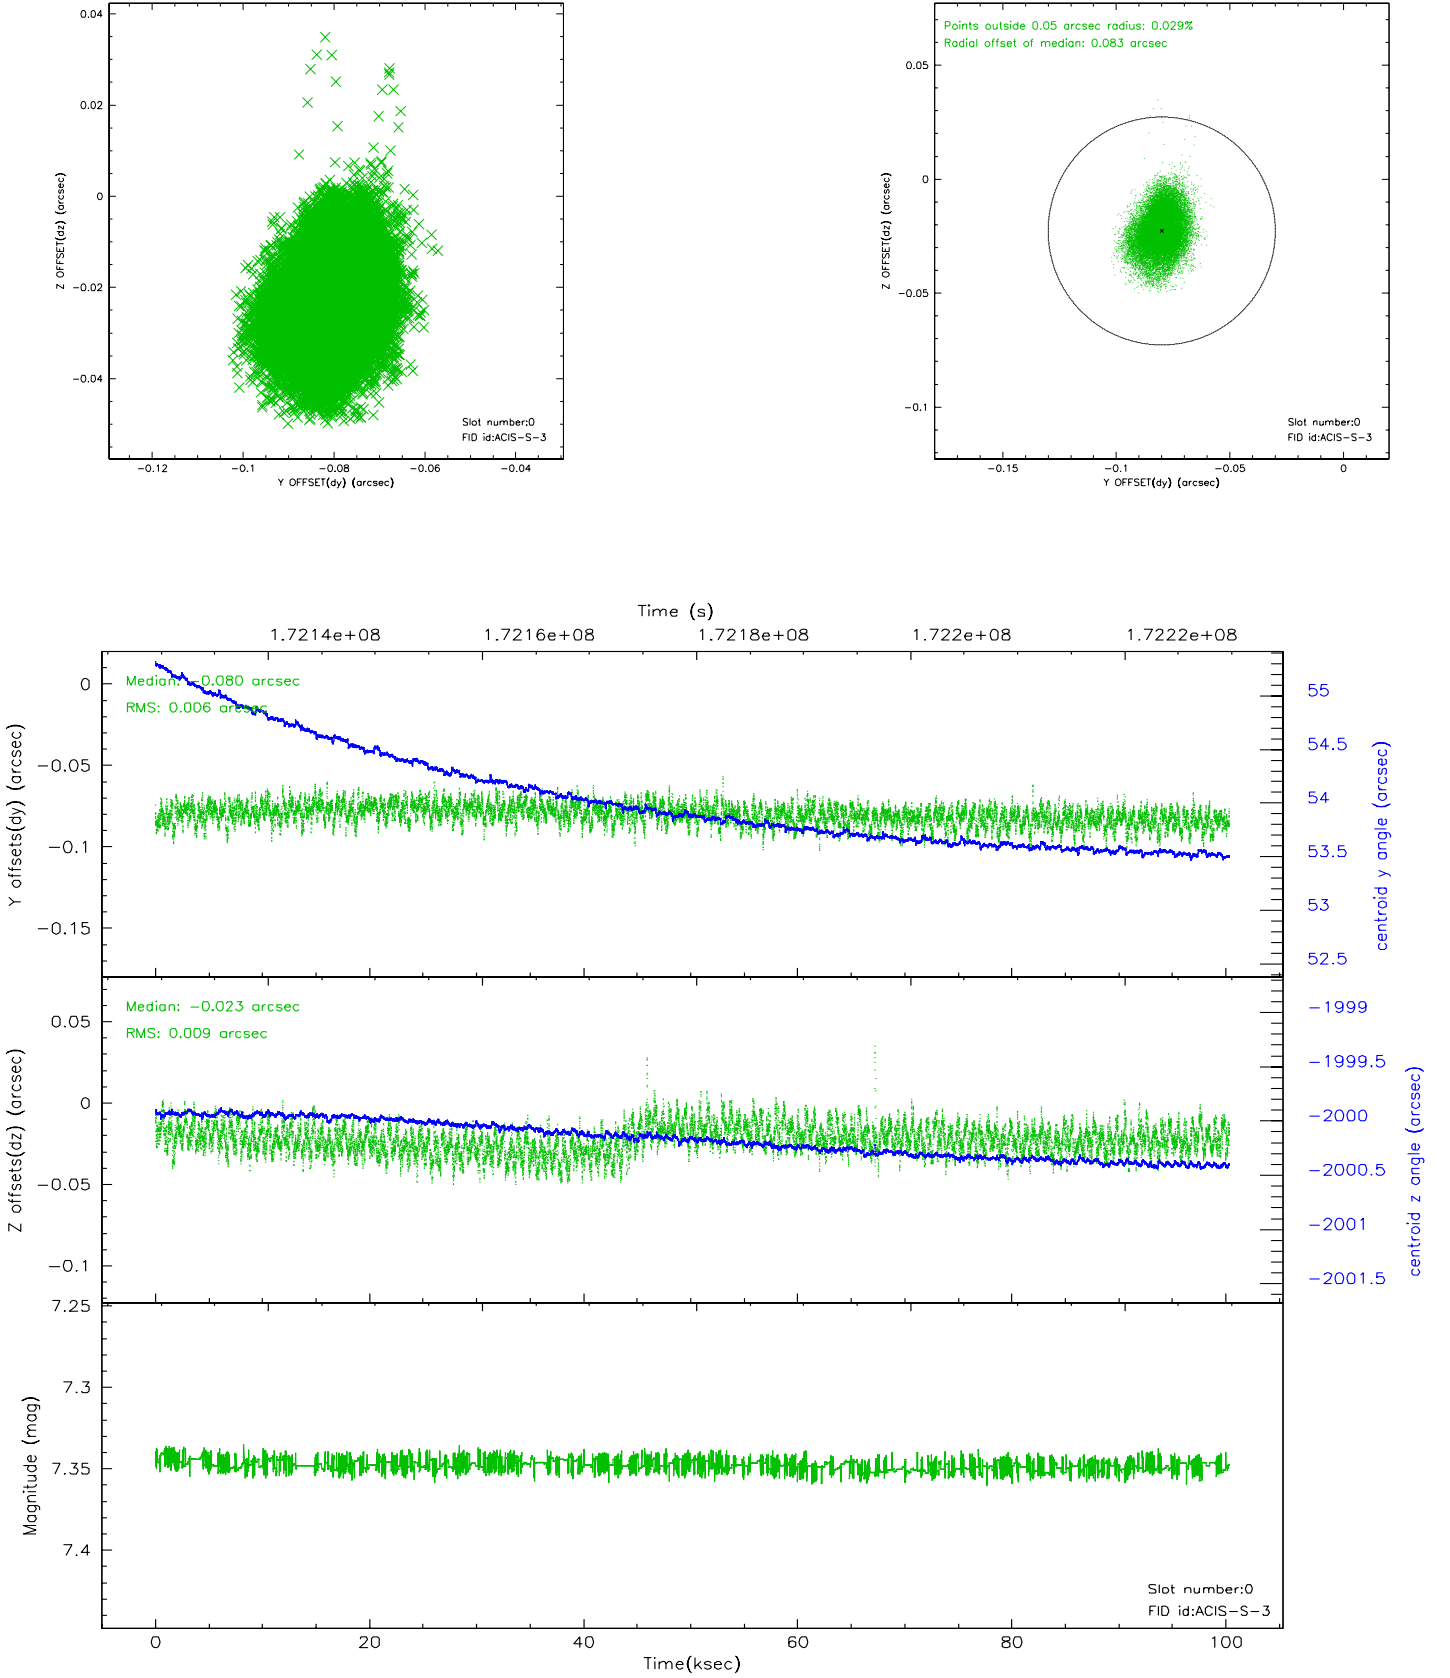 0.04
0.02
0
−0.02
−0.04
Z OFFSET(dz) (arcsec)
Slot number:0
FID id:ACIS−S−3
−0.12
−0.1
−0.08
−0.06
−0.04
Y OFFSET(dy) (arcsec)
Points outside 0.05 arcsec radius: 0.029%
Radial offset of median: 0.083 arcsec
0.05
0
−0.05
−0.1
Z OFFSET(dz) (arcsec)
Slot number:0
FID id:ACIS−S−3
−0.15
−0.1
−0.05
0
Y OFFSET(dy) (arcsec)
Time (s)
1.7214e+08
1.7216e+08
1.7218e+08
1.722e+08
1.7222e+08
Median: −0.080 arcsec
RMS: 0.006 arcsec
0
−0.05
−0.1
−0.15
Y offsets(dy) (arcsec)
55
54.5
54
53.5
53
52.5
centroid y angle (arcsec)
Median: −0.023 arcsec
RMS: 0.009 arcsec
0.05
0
−0.05
−0.1
Z offsets(dz) (arcsec)
−1999
−1999.5
−2000
−2000.5
−2001
−2001.5
centroid z angle (arcsec)
7.25
7.3
7.35
7.4
Magnitude (mag)
Slot number:0
FID id:ACIS−S−3
0
20
40
60
80
100
Time(ksec)